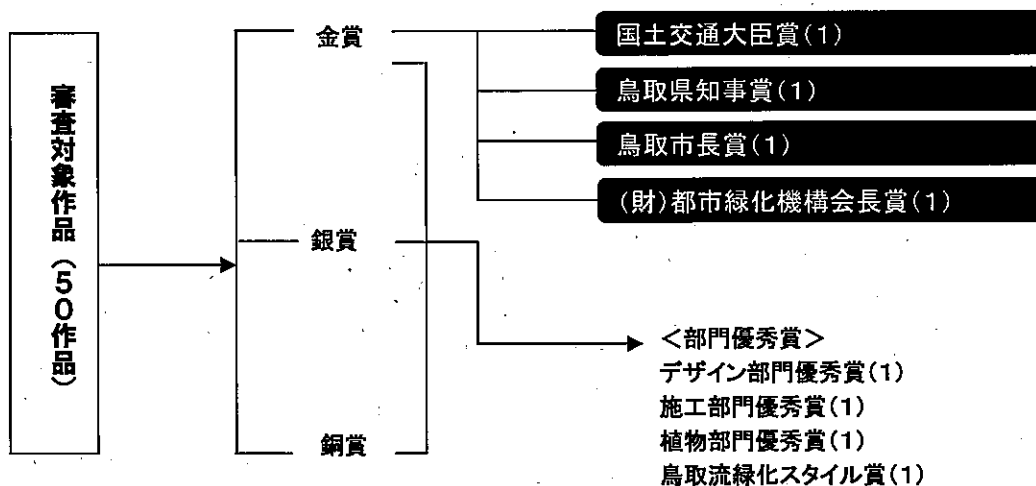 審査対象作品（50作品）
金賞
銀賞
銅賞
国土交通大臣賞(1)
鳥取県知事賞(1)
鳥取市長賞(1)
(財)都市緑化機構会長賞(1)
＜部門優秀賞＞
デザイン部門優秀賞(1)
施工部門優秀賞(1)
植物部門優秀賞(1)
鳥取流緑化スタイル賞(1)